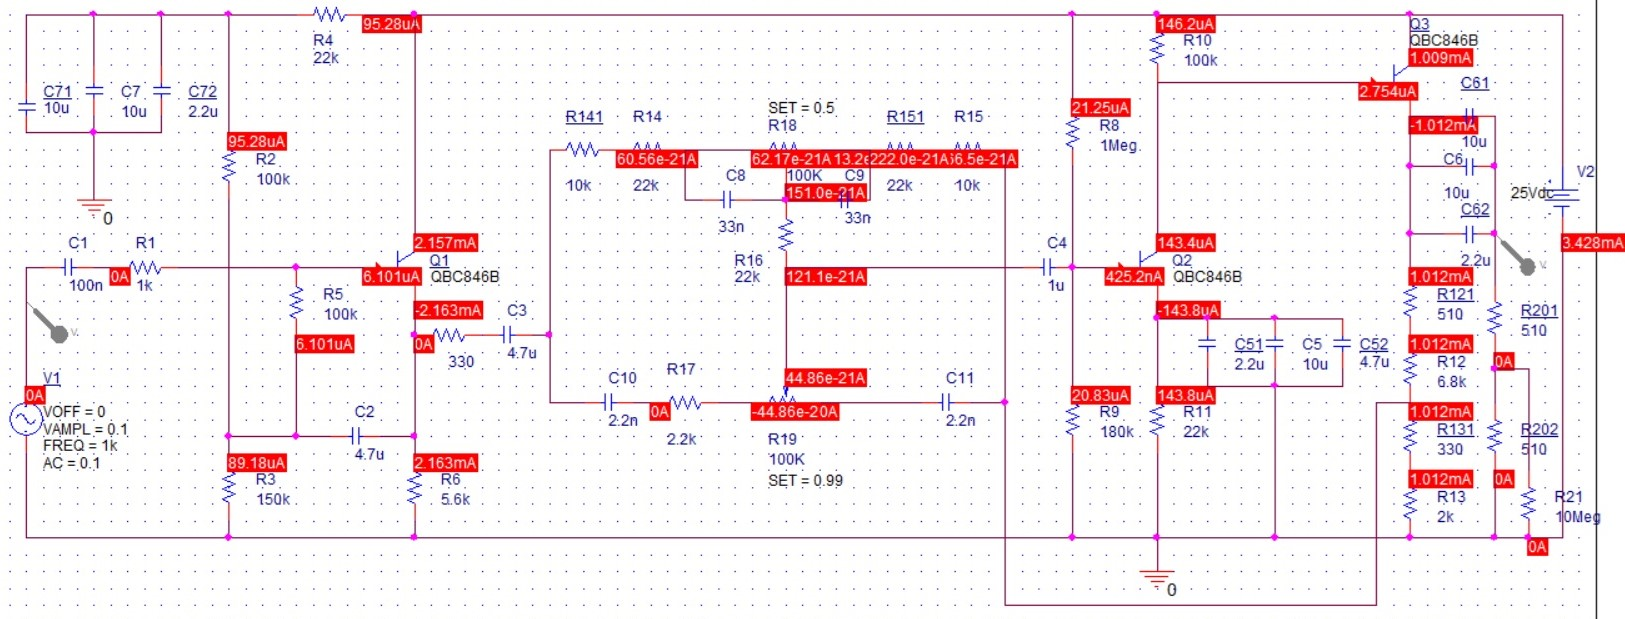 R4
22k
95.28uA
146.2uA
R10
100k
Q3
QBC846B
1.009mA
2.754uA
C71
10u
C7
10u
C72
2.2u
SET = 0.5
R18
100K
R141
10k
R14
22k
R151
22k
R15
10k
21.25uA
R8
1Meg
C61
10u
-1.012mA
C6
10u
C62
2.2u
V2
25Vdc
3.428mA
95.28uA
R2
100k
60.56e-21A
62.17e-21A
222.0e-21A
151.0e-21A
C8
33n
C9
33n
0
C1
100n
0A
R1
1k
2.157mA
Q1
QBC846B
6.101uA
R16
22k
121.1e-21A
C4
1u
143.4uA
Q2
QBC846B
425.2nA
R5
100k
6.101uA
-2.163mA
0A
330
C3
4.7u
-143.8uA
C51
2.2u
C5
10u
C52
4.7u
1.012mA
R121
510
R201
510
1.012mA
R12
6.8k
0A
V1
0A
VOFF = 0
VAMPL = 0.1
FREQ = 1k
AC = 0.1
C2
4.7u
C10
2.2n
0A
R17
2.2k
44.86e-21A
-44.86e-20A
R19
100K
SET = 0.99
C11
2.2n
20.83uA
R9
180k
143.8uA
R11
22k
1.012mA
R131
330
R202
510
89.18uA
R3
150k
2.163mA
R6
5.6k
1.012mA
R13
2k
0A
R21
10Meg
0A
0